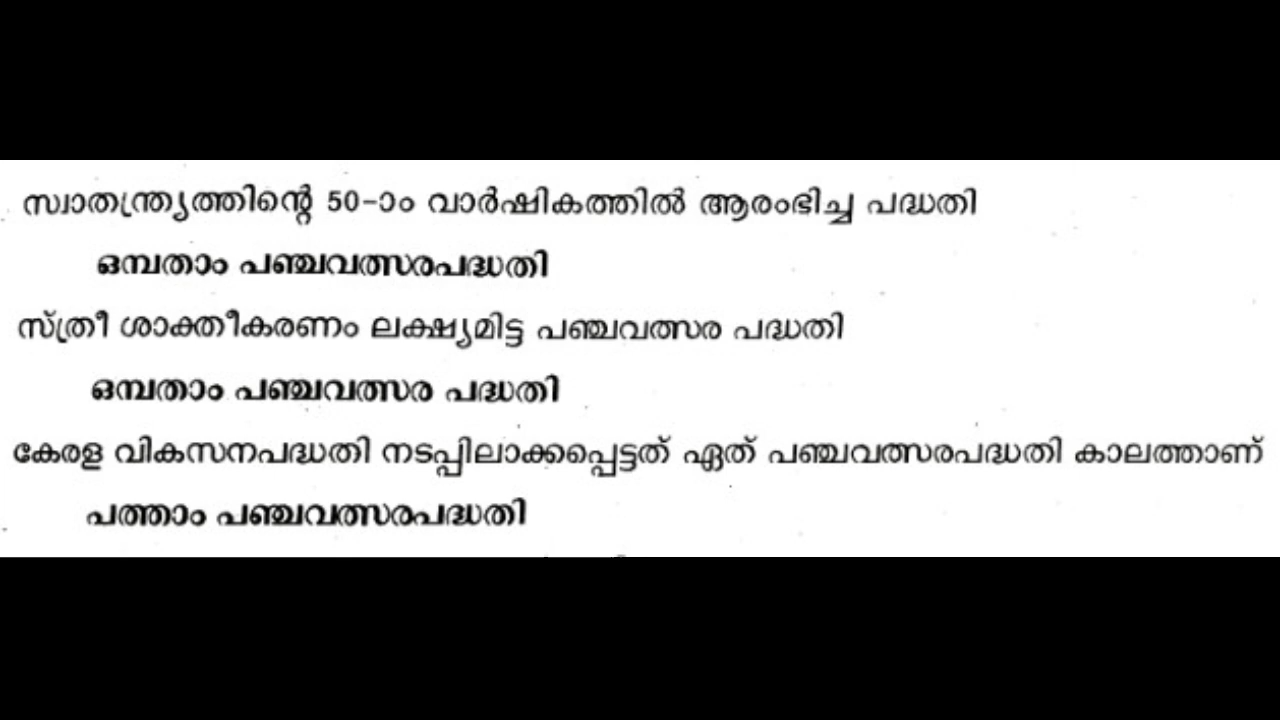 സ്വാതന്ത്ര്യത്തിന്റെ 50-ാം വാർഷികത്തിൽ ആരംഭിച്ച പദ്ധതി
ഒമ്പതാം പഞ്ചവത്സരപദ്ധതി
സ്ത്രീ ശാക്തീകരണം ലക്ഷ്യമിട്ട പഞ്ചവത്സര പദ്ധതി
ഒമ്പതാം പഞ്ചവത്സര പദ്ധതി
കേരള വികസനപദ്ധതി നടപ്പിലാക്കപ്പെട്ടത് ഏത് പഞ്ചവത്സരപദ്ധതി കാലത്താണ്
പത്താം പഞ്ചവത്സരപദ്ധതി